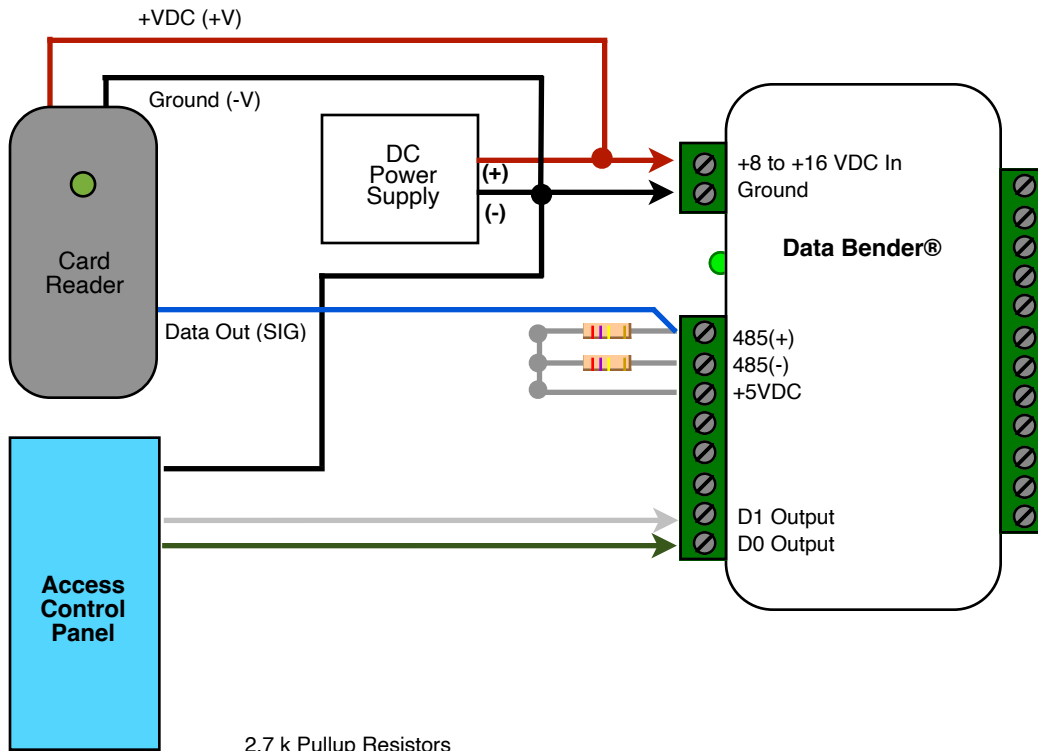 +VDC (+V)
Ground (-V)
DC
Power
Supply
(+)
(-)
+8 to +16 VDC In
Ground
Data Bender®
Card
Reader
Data Out (SIG)
485(+)
485(-)
+5VDC
D1 Output
D0 Output
Access
Control
Panel
2.7 k Pullup Resistors